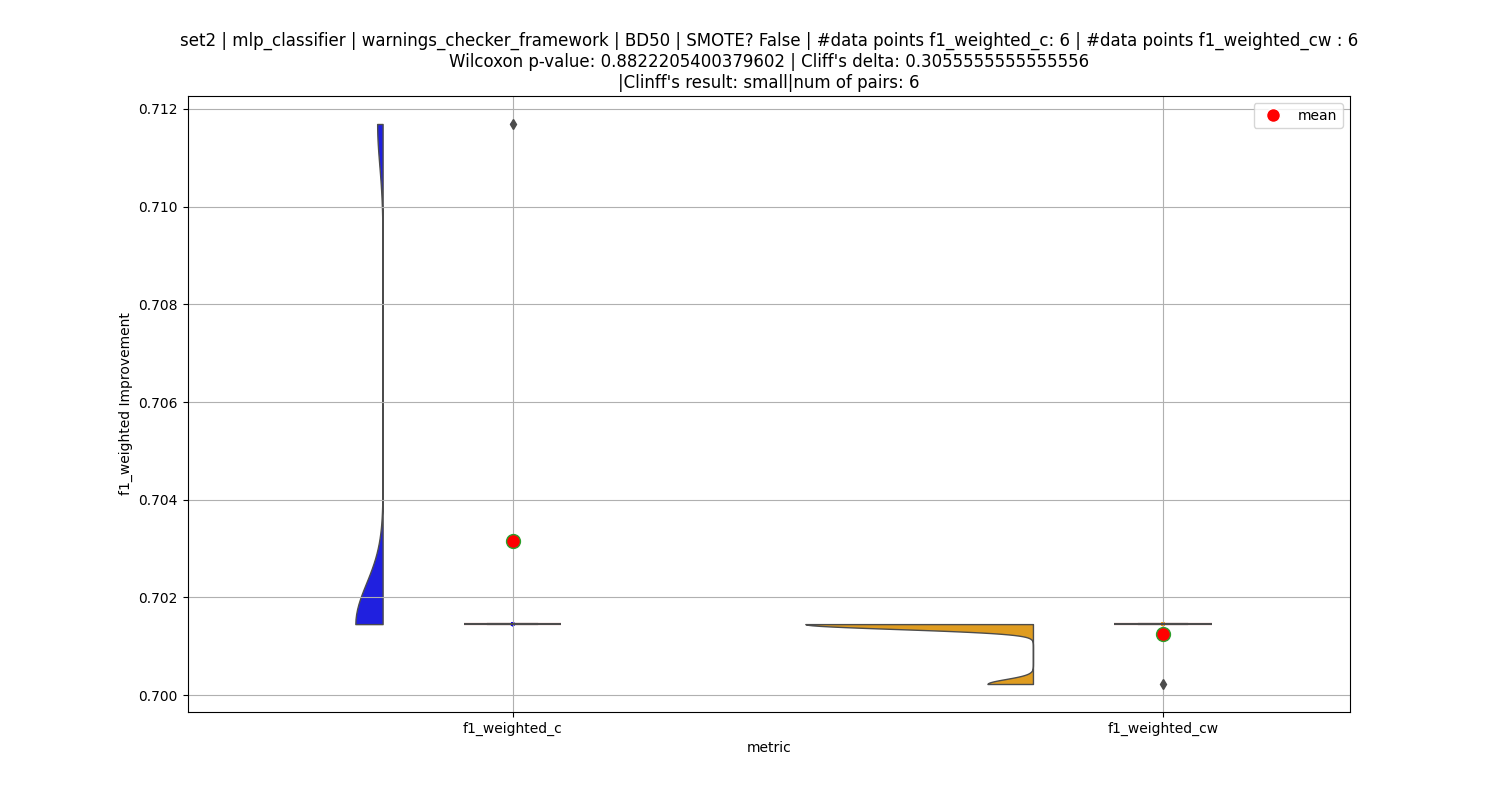 set2 | mlp_classifier | warnings_checker_framework | BD50 | SMOTE? False | #data points f1_weighted_c: 6 | #data points f1_weighted_cw : 6
Wilcoxon p-value: 0.8822205400379602 | Cliff's delta: 0.3055555555555556
|Clinff's result: small|num of pairs: 6
mean
0.712
0.710
0.708
0.706
0.704
0.702
0.700
f1_weighted Improvement
f1_weighted_c
f1_weighted_cw
metric